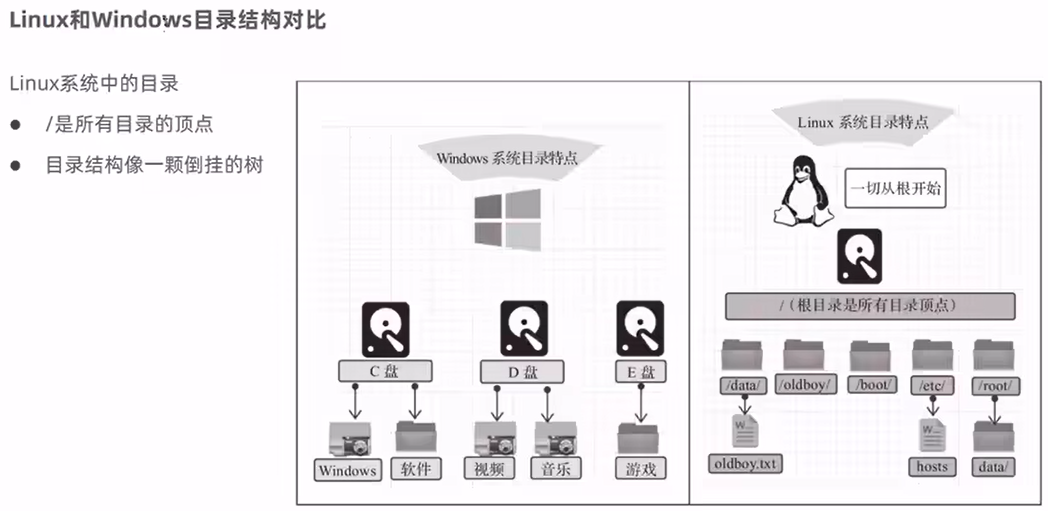 Linux和Windows目录结构对比
Linux系统中的目录
● /是所有目录的顶点
● 目录结构像一颗倒挂的树
Windows 系统目录特点
C 盘
D 盘
E 盘
Windows
软件
视频
音乐
游戏
Linux 系统目录特点
一切从根开始
/（根目录是所有目录顶点）
/data/
/oldboy/
/boot/
/etc/
/root/
W
W
oldboy.txt
hosts
data/